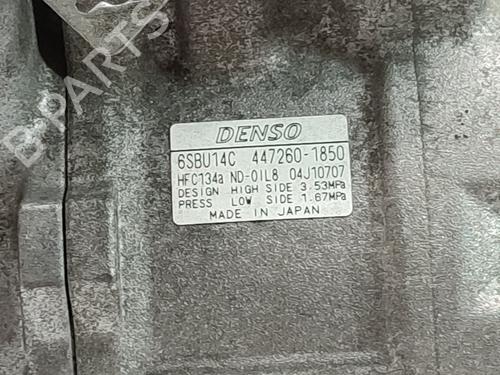 B-PARTS
DENSO
6SBU14C 447260-1850
HFC134a ND-OIL8 04J10707
DESIGN HIGH SIDE 3.53MPa
PRESS LOW SIDE 1.67MPa
MADE IN JAPAN